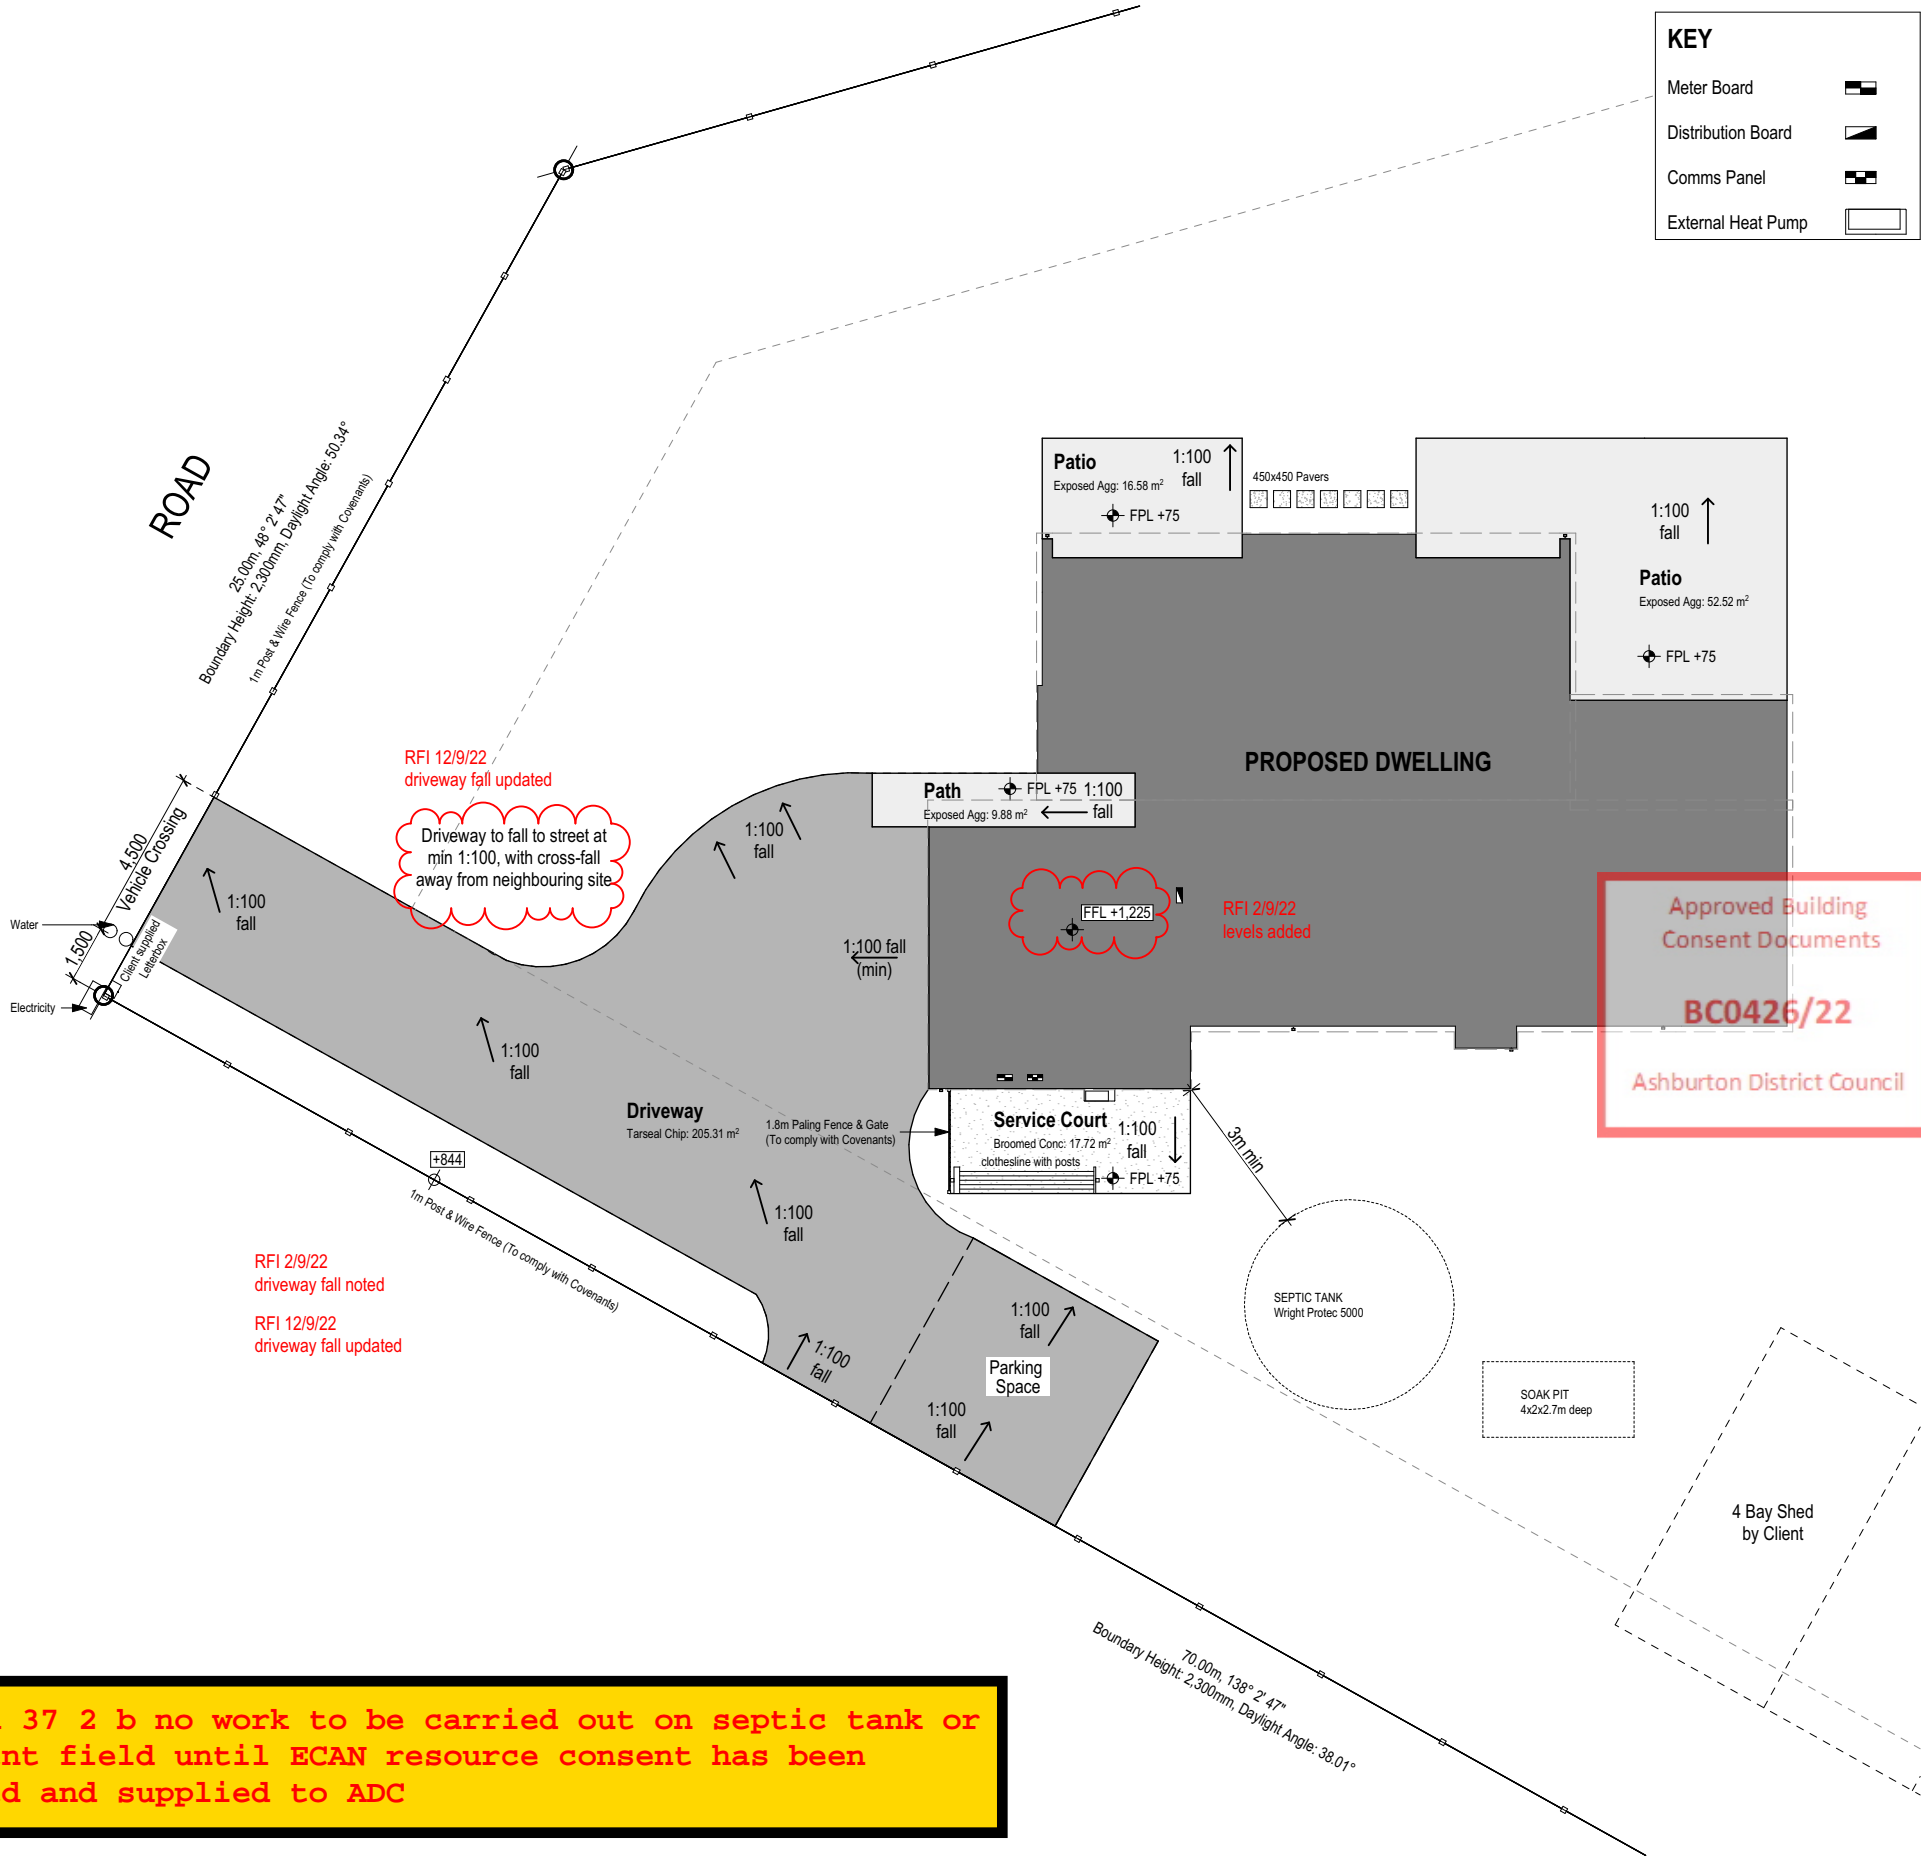 KEY
Meter Board
Distribution Board
Comms Panel
External Heat Pump
ROAD
25.00m, 48° 2' 47"
Boundary Height: 2,300mm, Daylight Angle: 50.34°
1m Post & Wire Fence (To comply with Covenants)
Patio
Exposed Agg: 16.58 m²
1:100
fall
FPL +75
450x450 Pavers
1:100
fall
Patio
Exposed Agg: 52.52 m²
FPL +75
PROPOSED DWELLING
RFI 12/9/22
driveway fall updated
Driveway to fall to street at
min 1:100, with cross-fall
away from neighbouring site
Path
Exposed Agg: 9.88 m²
FPL +75
1:100
fall
1:100
fall
4,500
Vehicle Crossing
1:100
fall
Water
1,500
Client supplied
Letterbox
Electricity
1:100 fall
(min)
FFL +1,225
RFI 2/9/22
levels added
Approved Building
Consent Documents
BC0426/22
Ashburton District Council
1:100
fall
Driveway
Tarseal Chip: 205.31 m²
1.8m Paling Fence & Gate
(To comply with Covenants)
Service Court
Broomed Conc: 17.72 m²
clothesline with posts
1:100
fall
FPL +75
3m min
+844
1m Post & Wire Fence (To comply with Covenants)
1:100
fall
RFI 2/9/22
driveway fall noted
RFI 12/9/22
driveway fall updated
1:100
fall
1:100
fall
Parking
Space
1:100
fall
SEPTIC TANK
Wright Protec 5000
SOAK PIT
4x2x2.7m deep
4 Bay Shed
by Client
70.00m, 138° 2' 47"
Boundary Height: 2,300mm, Daylight Angle: 38.01°
37 2 b no work to be carried out on septic tank or
nt field until ECAN resource consent has been
d and supplied to ADC